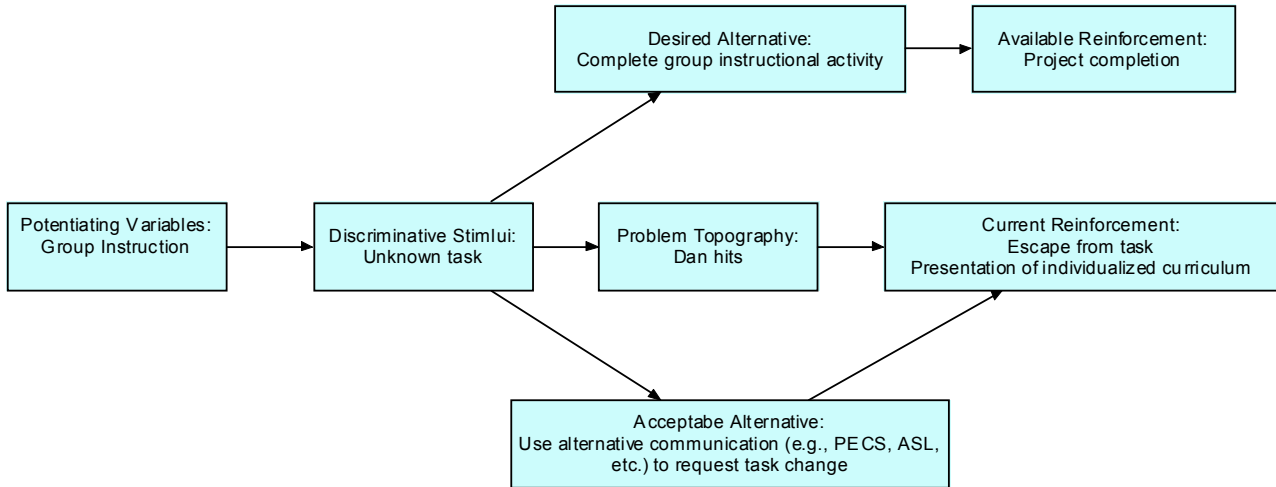 Desired Alternative:
Complete group instructional activity
Available Reinforcement:
Project completion
Potentiating Variables:
Group Instruction
Discriminative Stimlui:
Unknown task
Problem Topography:
Dan hits
Current Reinforcement:
Escape from task
Presentation of individualized curriculum
Acceptabe Alternative:
Use alternative communication (e.g., PECS, ASL,
etc.) to request task change